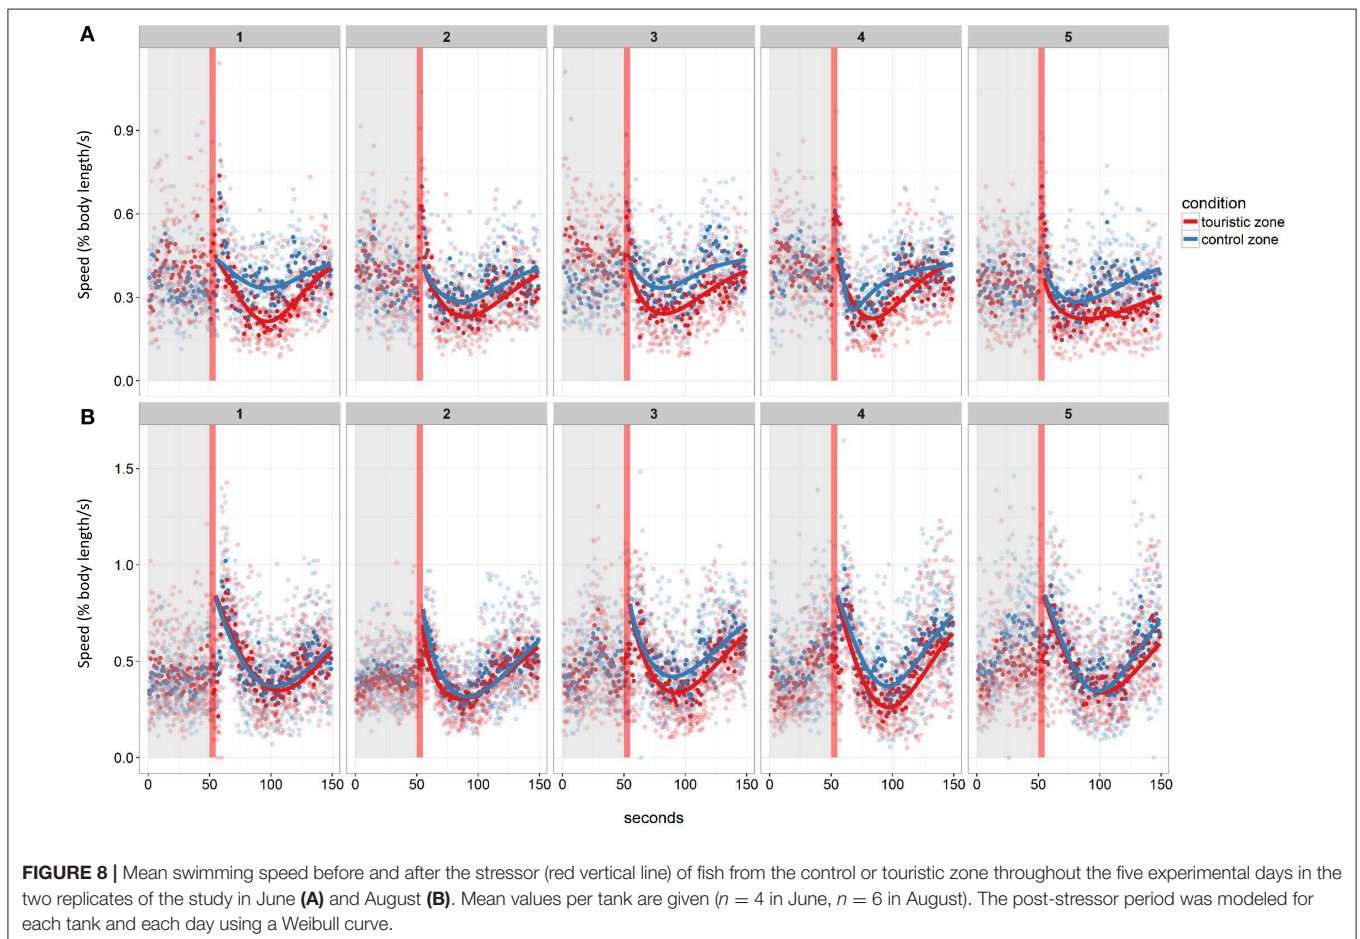 A
1 2 3 4 5
Speed (% body length/s)
0.9
0.6
0.3
0.0
condition
touristic zone
control zone
B
1 2 3 4 5
Speed (% body length/s)
1.5
1.0
0.5
0.0
0 50 100 150 0 50 100 150 0 50 100 150 0 50 100 150 0 50 100 150
seconds
FIGURE 8 | Mean swimming speed before and after the stressor (red vertical line) of fish from the control or touristic zone throughout the five experimental days in the
two replicates of the study in June (A) and August (B). Mean values per tank are given (n = 4 in June, n = 6 in August). The post-stressor period was modeled for
each tank and each day using a Weibull curve.